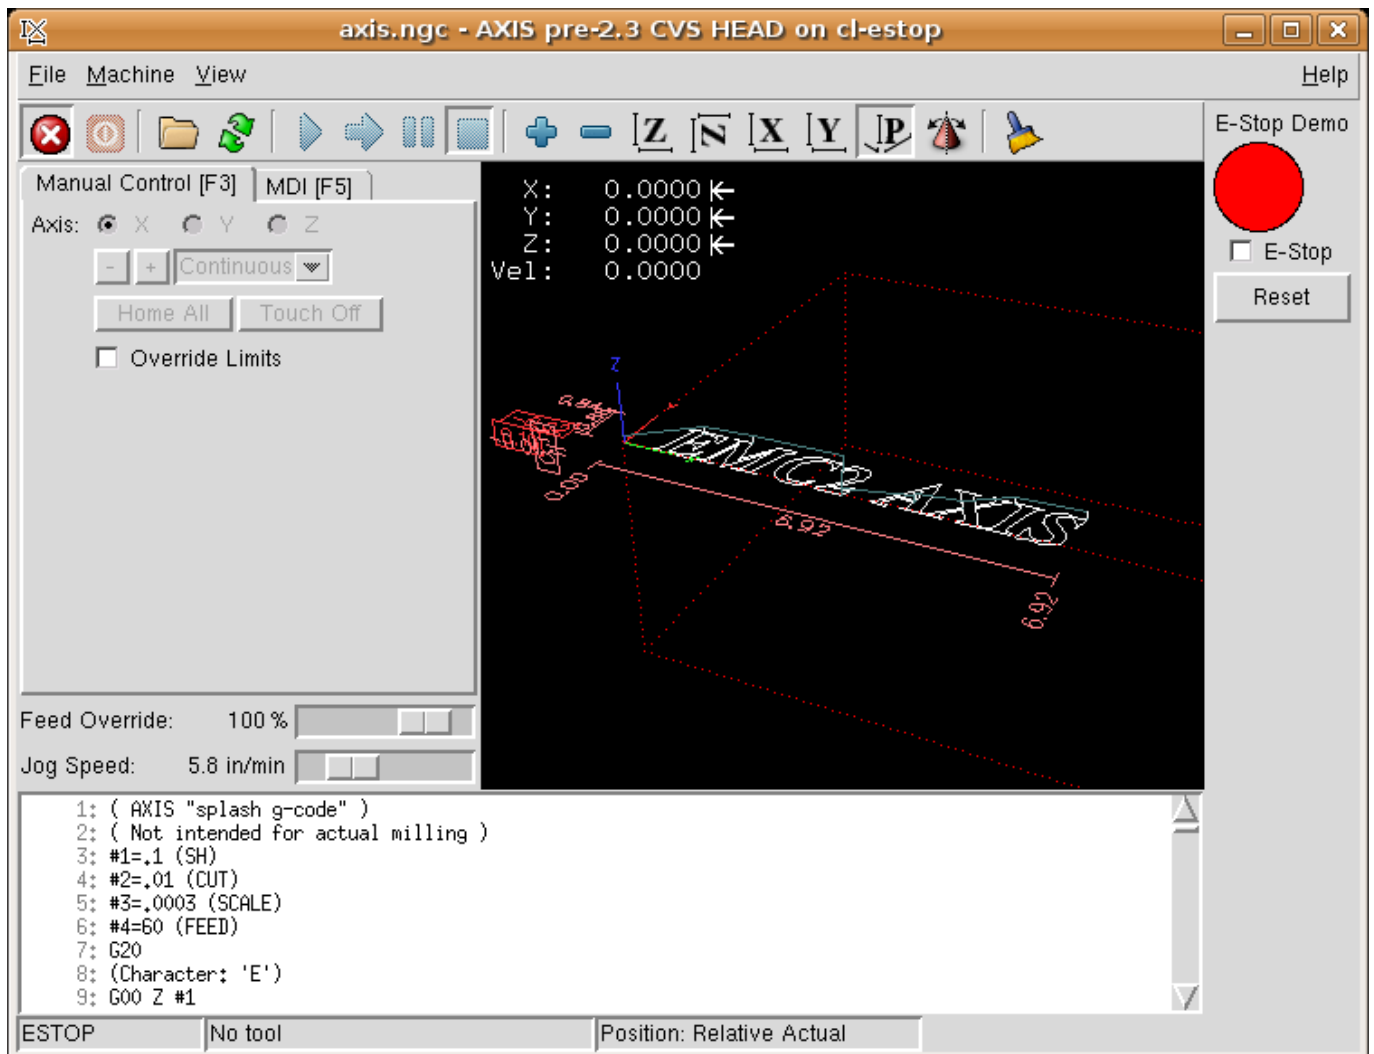 axis.ngc - AXIS pre-2.3 CVS HEAD on cl-estop
File Machine View Help
Z N X Y P
E-Stop Demo
E-Stop
Reset
Manual Control [F3] MDI [F5]
Axis: X Y Z
- + Continuous
Home All Touch Off
Override Limits
X: 0.0000
Y: 0.0000
Z: 0.0000
Vel: 0.0000
Z
0.00
EMC2 AXIS
6.92
6.92
Feed Override: 100 %
Jog Speed: 5.8 in/min
1: ( AXIS "splash g-code" )
2: ( Not intended for actual milling )
3: #1=.1 (SH)
4: #2=.01 (CUT)
5: #3=.0003 (SCALE)
6: #4=60 (FEED)
7: G20
8: (Character: 'E')
9: G00 Z #1
ESTOP No tool Position: Relative Actual